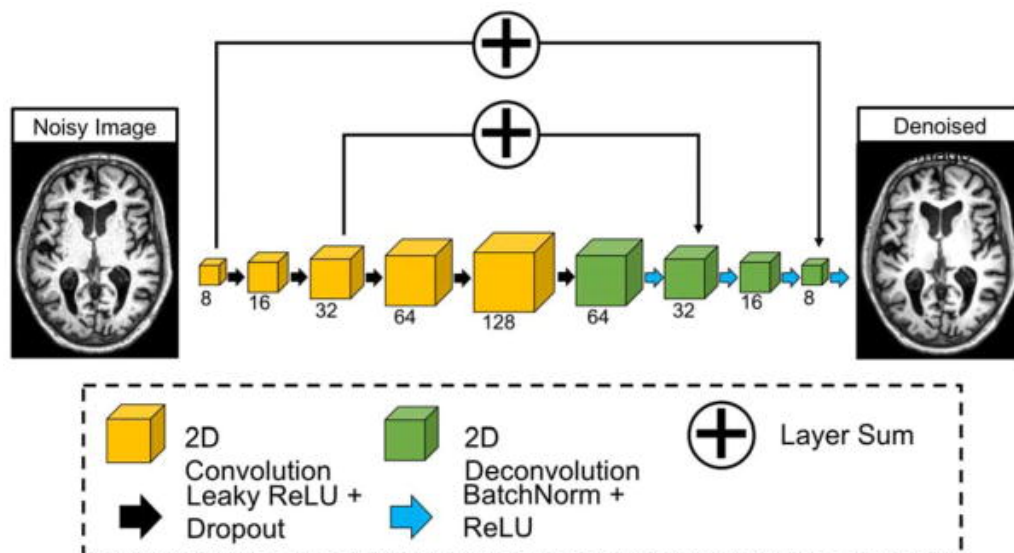 Noisy Image
Denoised
Image
8
16
32
64
128
64
32
16
8
2D
Convolution
Leaky ReLU +
Dropout
2D
Deconvolution
BatchNorm +
ReLU
Layer Sum